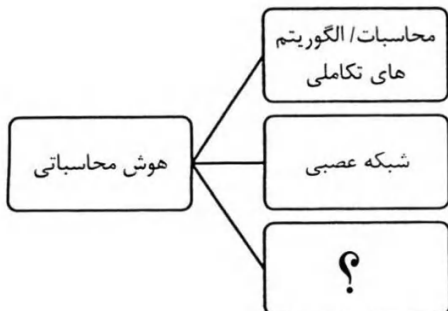 محاسبات/ الگوریتم
های تکاملی
هوش محاسباتی
شبکه عصبی
؟